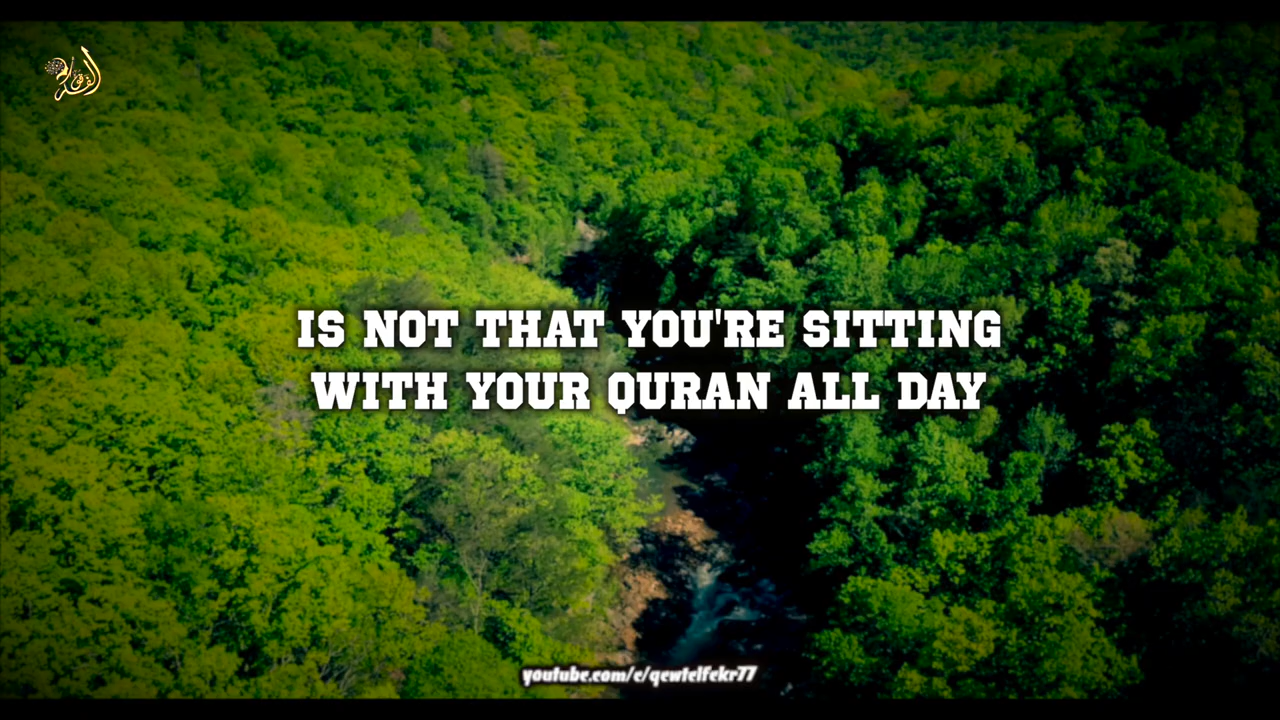 IS NOT THAT YOU'RE SITTING
WITH YOUR QURAN ALL DAY
youtube.com/c/qewtelfekr77